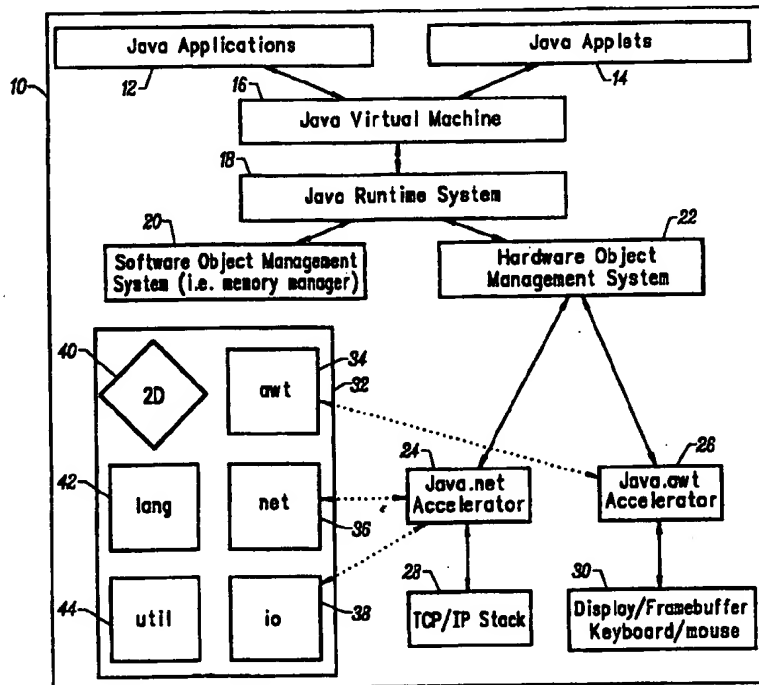 Java Applications
Java Applets
10
12
14
16
Java Virtual Machine
18
Java Runtime System
20
22
Software Object Management
System (i.e. memory manager)
Hardware Object
Management System
40
2D
34
awt
32
24
26
Java.net
Accelerator
Java.awt
Accelerator
42
lang
net
36
28
30
44
util
io
38
TCP/IP Stack
Display/Framebuffer
Keyboard/mouse